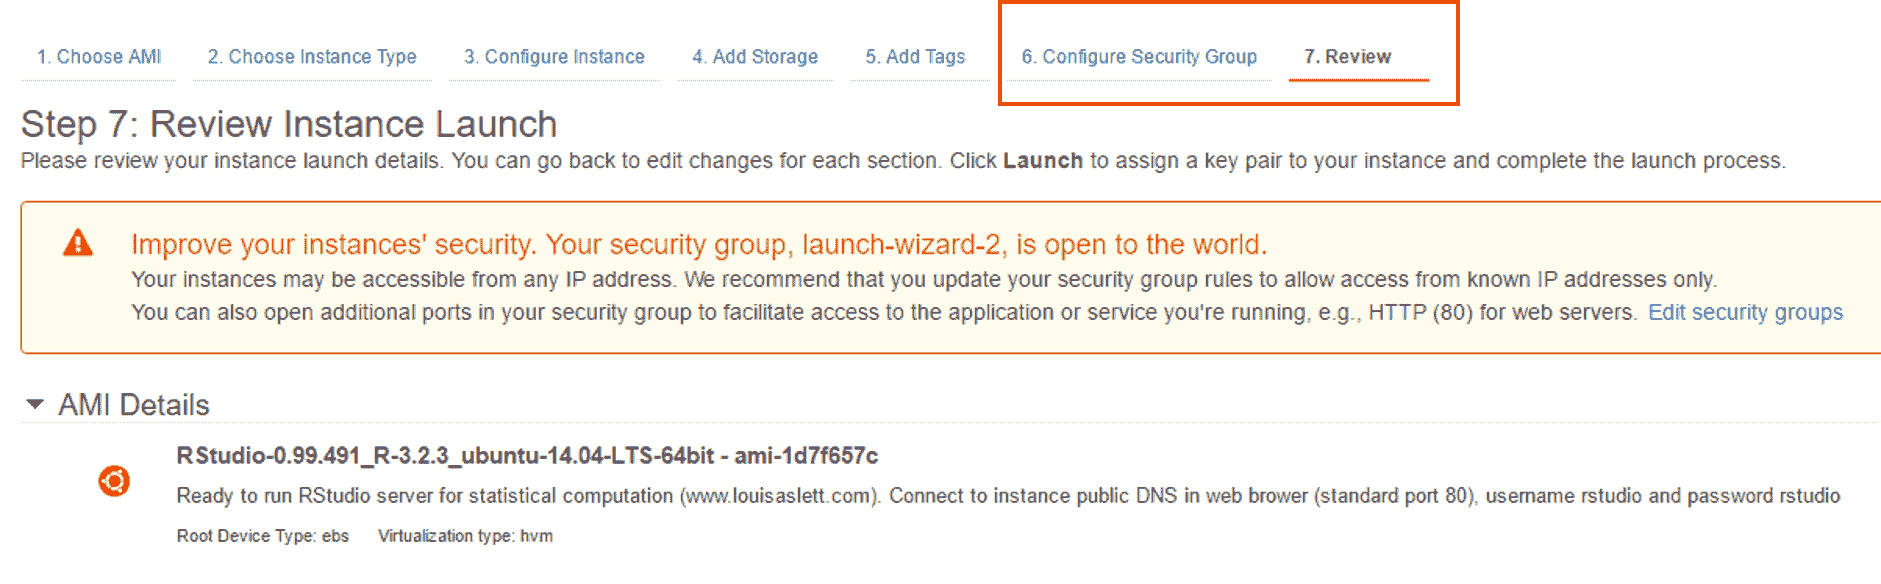 1. Choose AMI 2. Choose Instance Type 3. Configure Instance 4. Add Storage 5. Add Tags 6. Configure Security Group 7. Review
Step 7: Review Instance Launch
Please review your instance launch details. You can go back to edit changes for each section. Click Launch to assign a key pair to your instance and complete the launch process.
Improve your instances' security. Your security group, launch-wizard-2, is open to the world.
Your instances may be accessible from any IP address. We recommend that you update your security group rules to allow access from known IP addresses only.
You can also open additional ports in your security group to facilitate access to the application or service you're running, e.g., HTTP (80) for web servers. Edit security groups
AMI Details
RStudio-0.99.491_R-3.2.3_ubuntu-14.04-LTS-64bit - ami-1d7f657c
Ready to run RStudio server for statistical computation (www.louisaslett.com). Connect to instance public DNS in web brower (standard port 80), username rstudio and password rstudio
Root Device Type: ebs Virtualization type: hvm